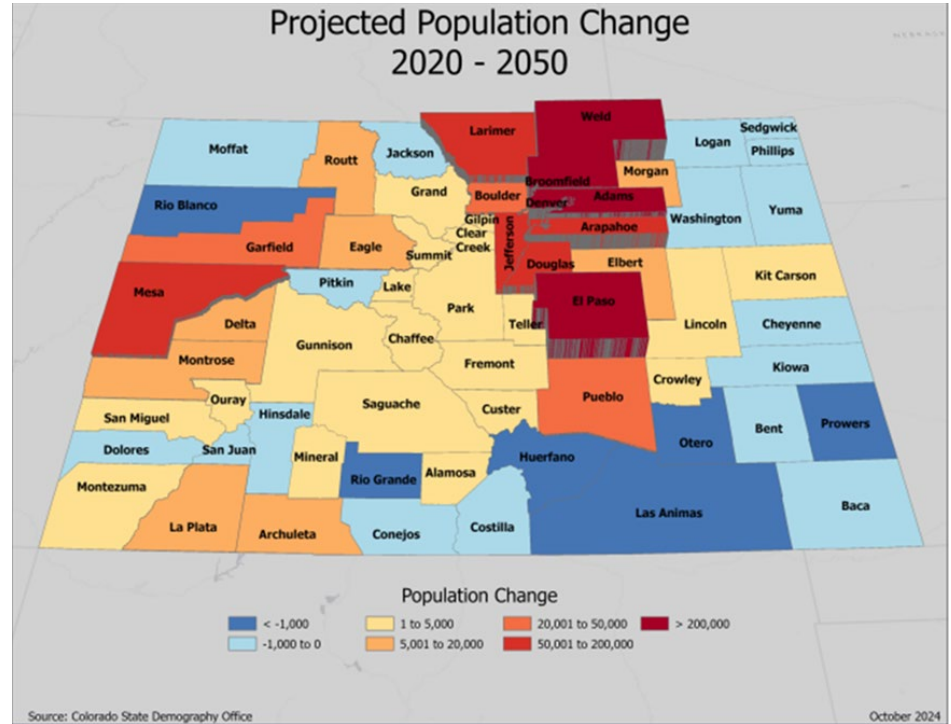 Projected Population Change
2020 - 2050
NEBRASKA
Weld
Larimer
Sedgwick
Logan
Phillips
Moffat
Routt
Jackson
Morgan
Grand
Boulder
Broomfield
Adams
Denver
Rio Blanco
Washington
Yuma
Gilpin
Clear
Creek
Arapahoe
Jefferson
Garfield
Eagle
Summit
Douglas
Elbert
Kit Carson
Mesa
Pitkin
Lake
Park
El Paso
Delta
Teller
Lincoln
Cheyenne
Gunnison
Chaffee
Montrose
Fremont
Kiowa
Crowley
Ouray
Saguache
Pueblo
San Miguel
Hinsdale
Custer
Prowers
Bent
Otero
Dolores
San Juan
Mineral
Huerfano
Rio Grande
Alamosa
Montezuma
Las Animas
Baca
La Plata
Archuleta
Conejos
Costilla
Population Change
< -1,000
1 to 5,000
20,001 to 50,000
> 200,000
-1,000 to 0
5,001 to 20,000
50,001 to 200,000
Source: Colorado State Demography Office
October 2024